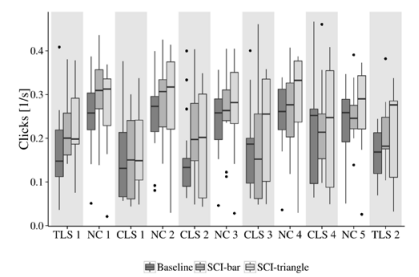 Clicks [1/s]
0.4
0.3
0.2
0.1
0.0
TLS 1 NC 1 CLS 1 NC 2 CLS 2 NC 3 CLS 3 NC 4 CLS 4 NC 5 TLS 2
Baseline SCI-bar SCI-triangle